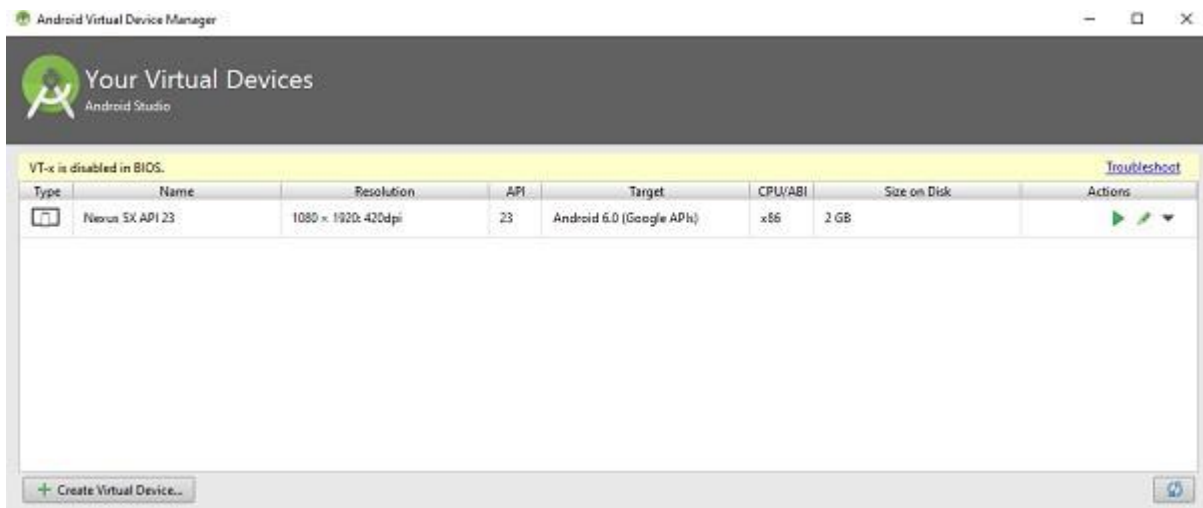 Android Virtual Device Manager
Your Virtual Devices
Android Studio
VT-x is disabled in BIOS. Troubleshoot
Type Name Resolution API Target CPU/ABI Size on Disk Actions
Nexus 5X API 23 1080 × 1920: 420dpi 23 Android 6.0 (Google APIs) x86 2 GB
+ Create Virtual Device...